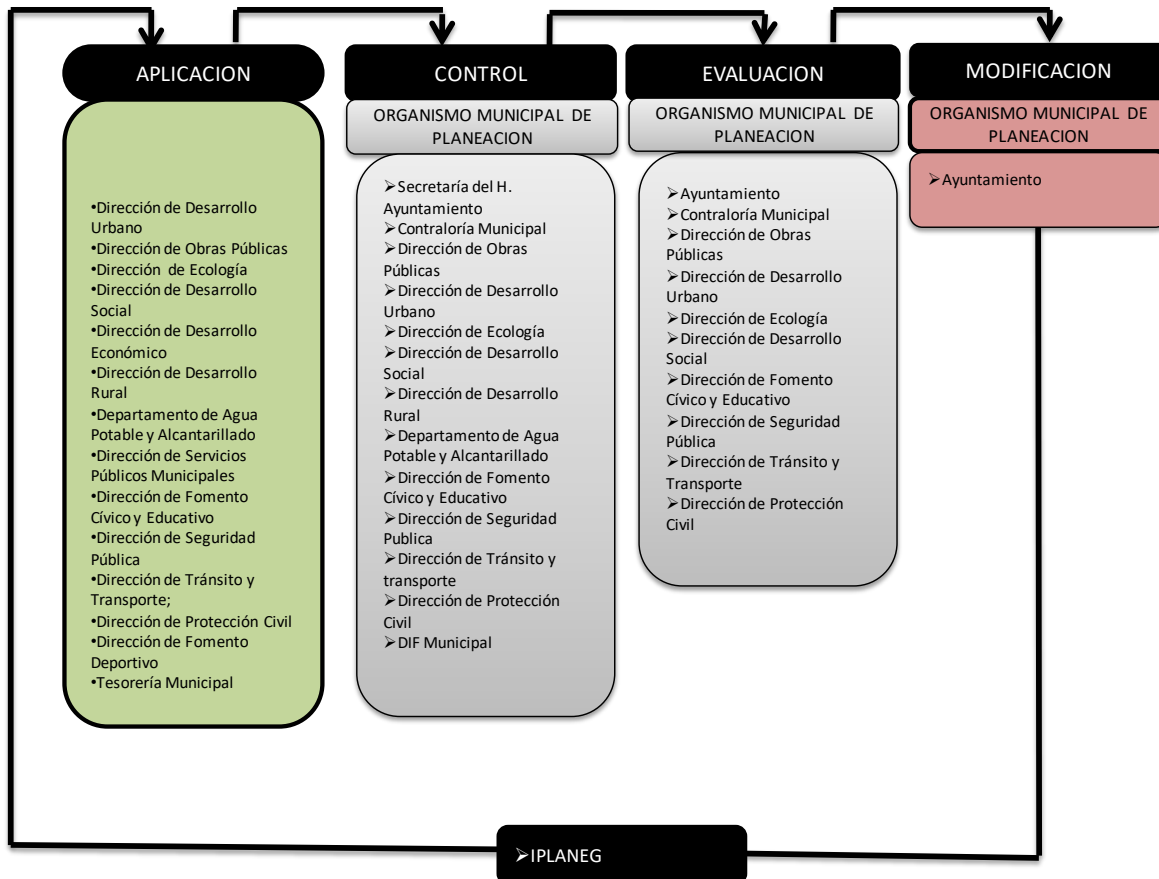 APLICACION
•Dirección de Desarrollo
Urbano
•Dirección de Obras Públicas
•Dirección de Ecología
•Dirección de Desarrollo
Social
•Dirección de Desarrollo
Económico
•Dirección de Desarrollo
Rural
•Departamento de Agua
Potable y Alcantarillado
•Dirección de Servicios
Públicos Municipales
•Dirección de Fomento
Cívico y Educativo
•Dirección de Seguridad
Pública
•Dirección de Tránsito y
Transporte;
•Dirección de Protección Civil
•Dirección de Fomento
Deportivo
•Tesorería Municipal
CONTROL
ORGANISMO MUNICIPAL DE
PLANEACION
➢Secretaría del H.
Ayuntamiento
➢Contraloría Municipal
➢Dirección de Obras
Públicas
➢Dirección de Desarrollo
Urbano
➢Dirección de Ecología
➢Dirección de Desarrollo
Social
➢Dirección de Desarrollo
Rural
➢Departamento de Agua
Potable y Alcantarillado
➢Dirección de Fomento
Cívico y Educativo
➢Dirección de Seguridad
Publica
➢Dirección de Tránsito y
transporte
➢Dirección de Protección
Civil
➢DIF Municipal
EVALUACION
ORGANISMO MUNICIPAL DE
PLANEACION
➢Ayuntamiento
➢Contraloría Municipal
➢Dirección de Obras
Públicas
➢Dirección de Desarrollo
Urbano
➢Dirección de Ecología
➢Dirección de Desarrollo
Social
➢Dirección de Fomento
Cívico y Educativo
➢Dirección de Seguridad
Pública
➢Dirección de Tránsito y
Transporte
➢Dirección de Protección
Civil
MODIFICACION
ORGANISMO MUNICIPAL DE
PLANEACION
➢Ayuntamiento
➢IPLANEG